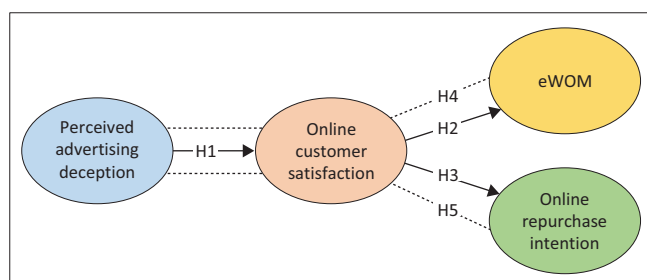 Perceived
advertising
deception
H1
Online
customer
satisfaction
H4
H2
H3
H5
eWOM
Online
repurchase
intention